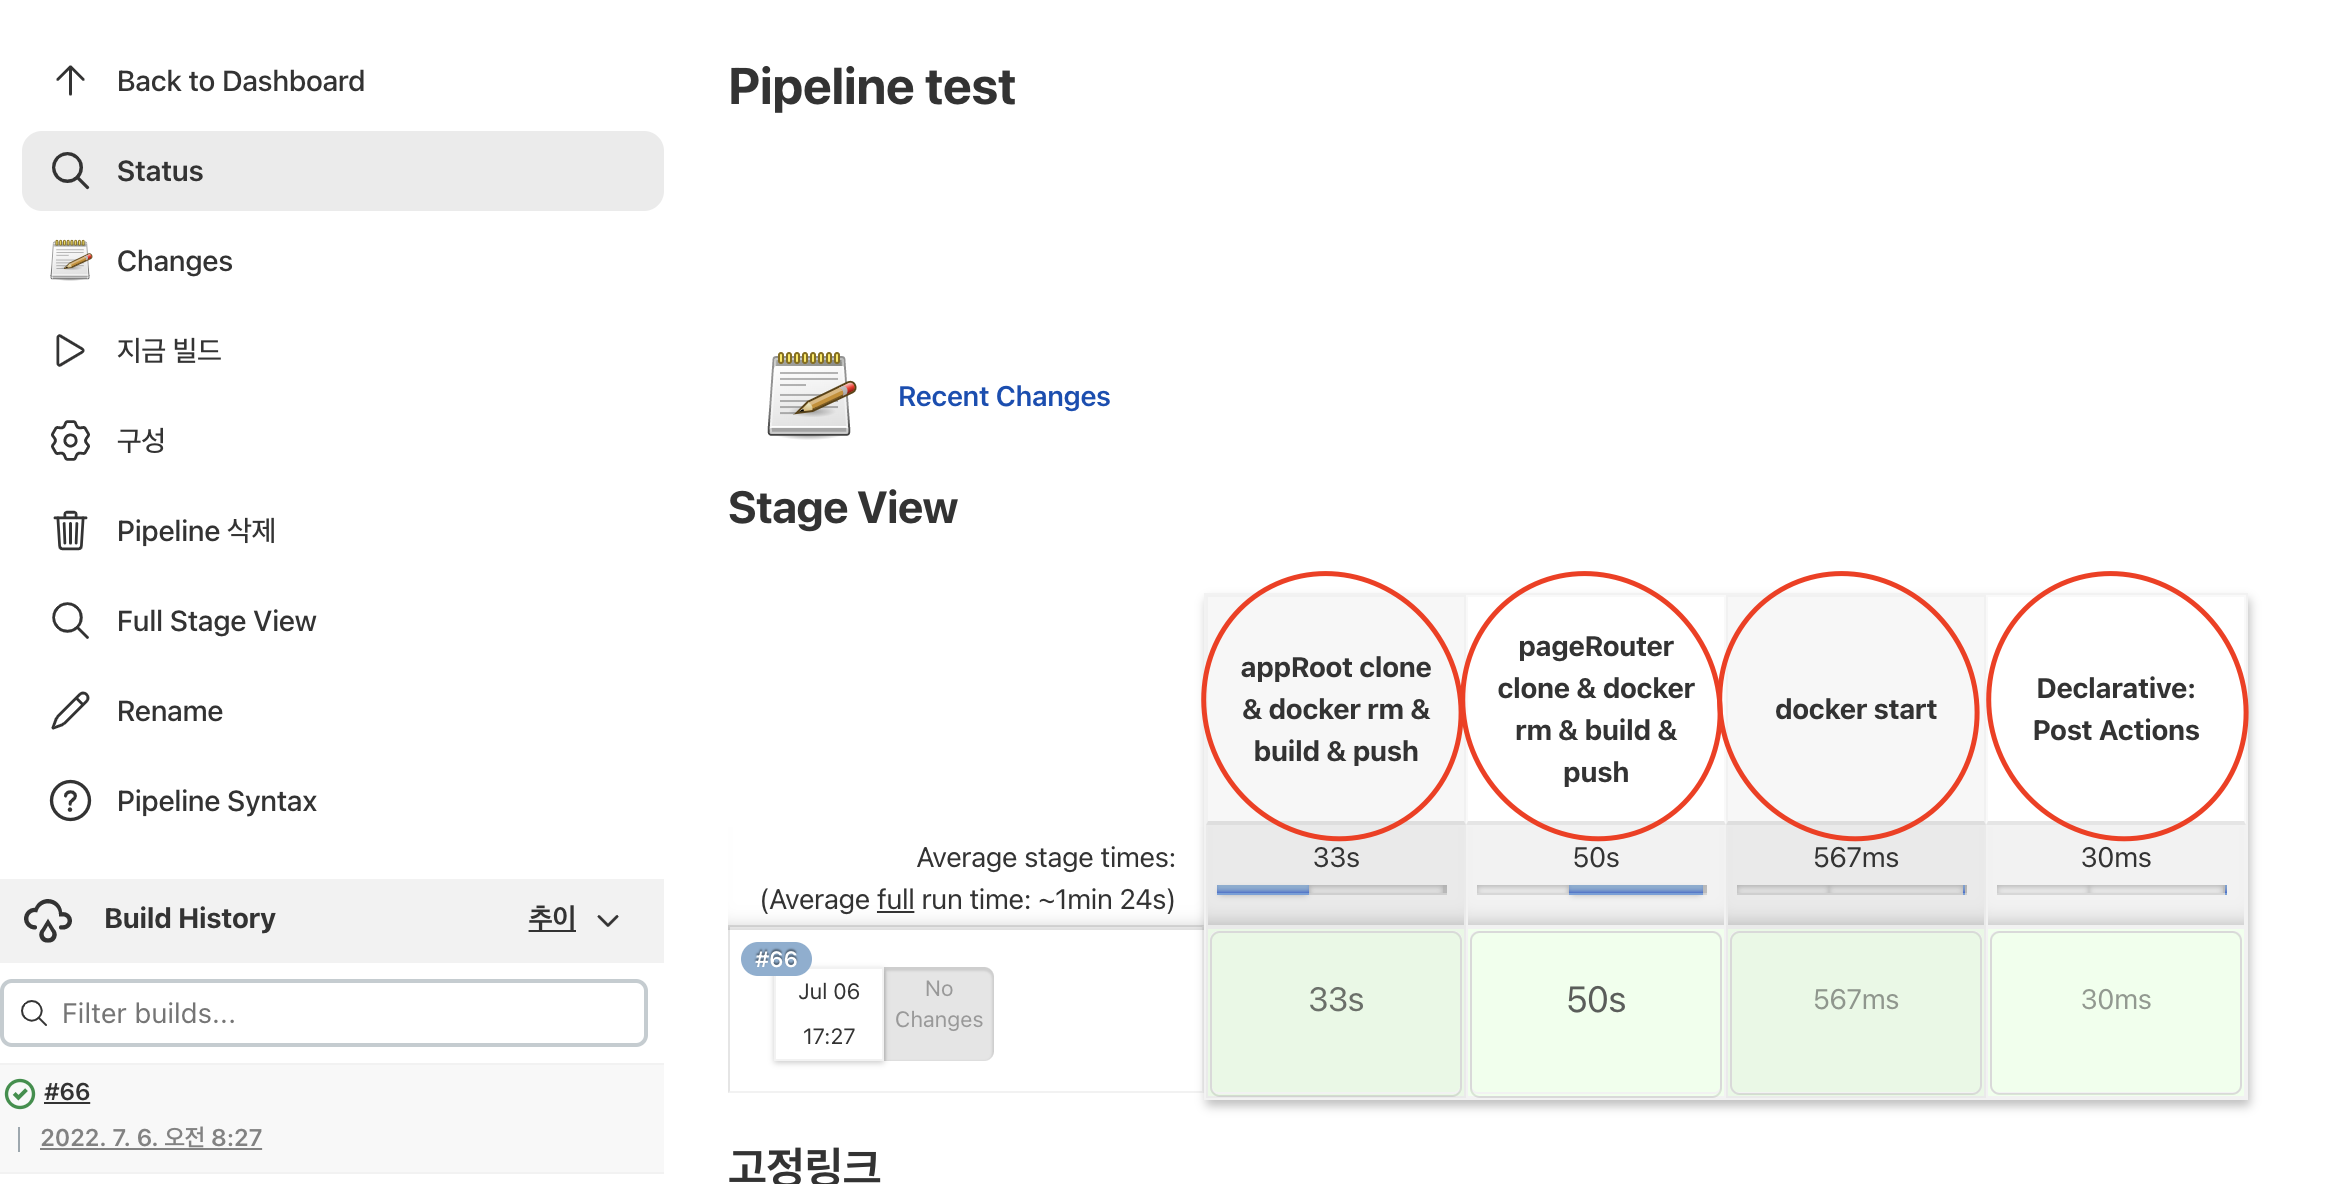 Back to Dashboard
Status
Changes
지금 빌드
구성
Pipeline 삭제
Full Stage View
Rename
Pipeline Syntax
Build History
추이
Filter builds...
#66
2022. 7. 6. 오전 8:27
Pipeline test
Recent Changes
Stage View
appRoot clone
& docker rm &
build & push
pageRouter
clone & docker
rm & build &
push
docker start
Declarative:
Post Actions
Average stage times:
(Average full run time: ~1min 24s)
33s
50s
567ms
30ms
#66
Jul 06
17:27
No
Changes
33s
50s
567ms
30ms
고정링크